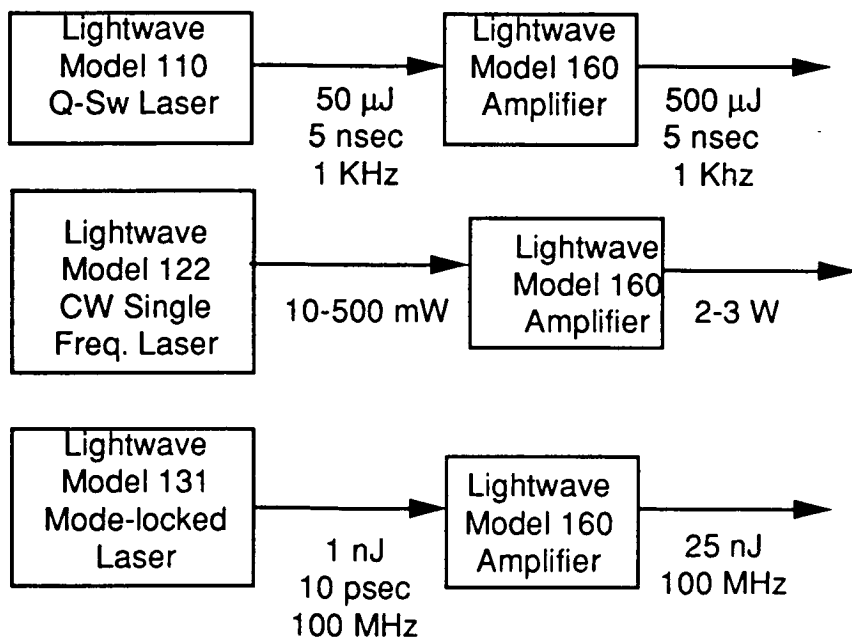 Lightwave
Model 110
Q-Sw Laser
50 µJ
5 nsec
1 KHz
Lightwave
Model 160
Amplifier
500 µJ
5 nsec
1 Khz
Lightwave
Model 122
CW Single
Freq. Laser
10-500 mW
Lightwave
Model 160
Amplifier
2-3 W
Lightwave
Model 131
Mode-locked
Laser
1 nJ
10 psec
100 MHz
Lightwave
Model 160
Amplifier
25 nJ
100 MHz